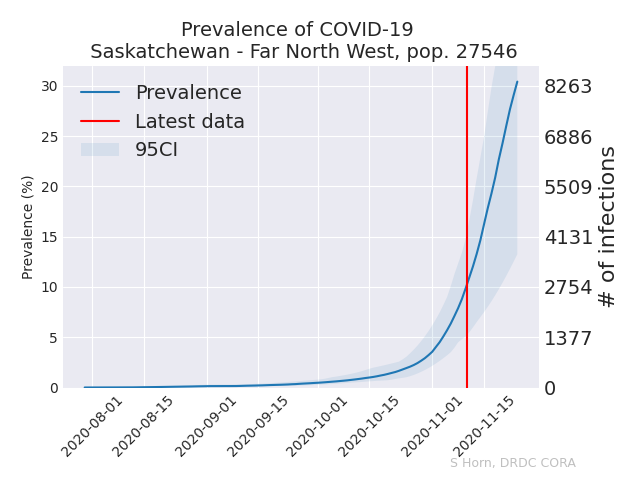 Prevalence of COVID-19
Saskatchewan - Far North West, pop. 27546
Prevalence
Latest data
95CI
Prevalence (%)
30
25
20
15
10
5
0
8263
6886
5509
4131
2754
1377
0
# of infections
2020-08-01
2020-08-15
2020-09-01
2020-09-15
2020-10-01
2020-10-15
2020-11-01
2020-11-15
S Horn, DRDC CORA